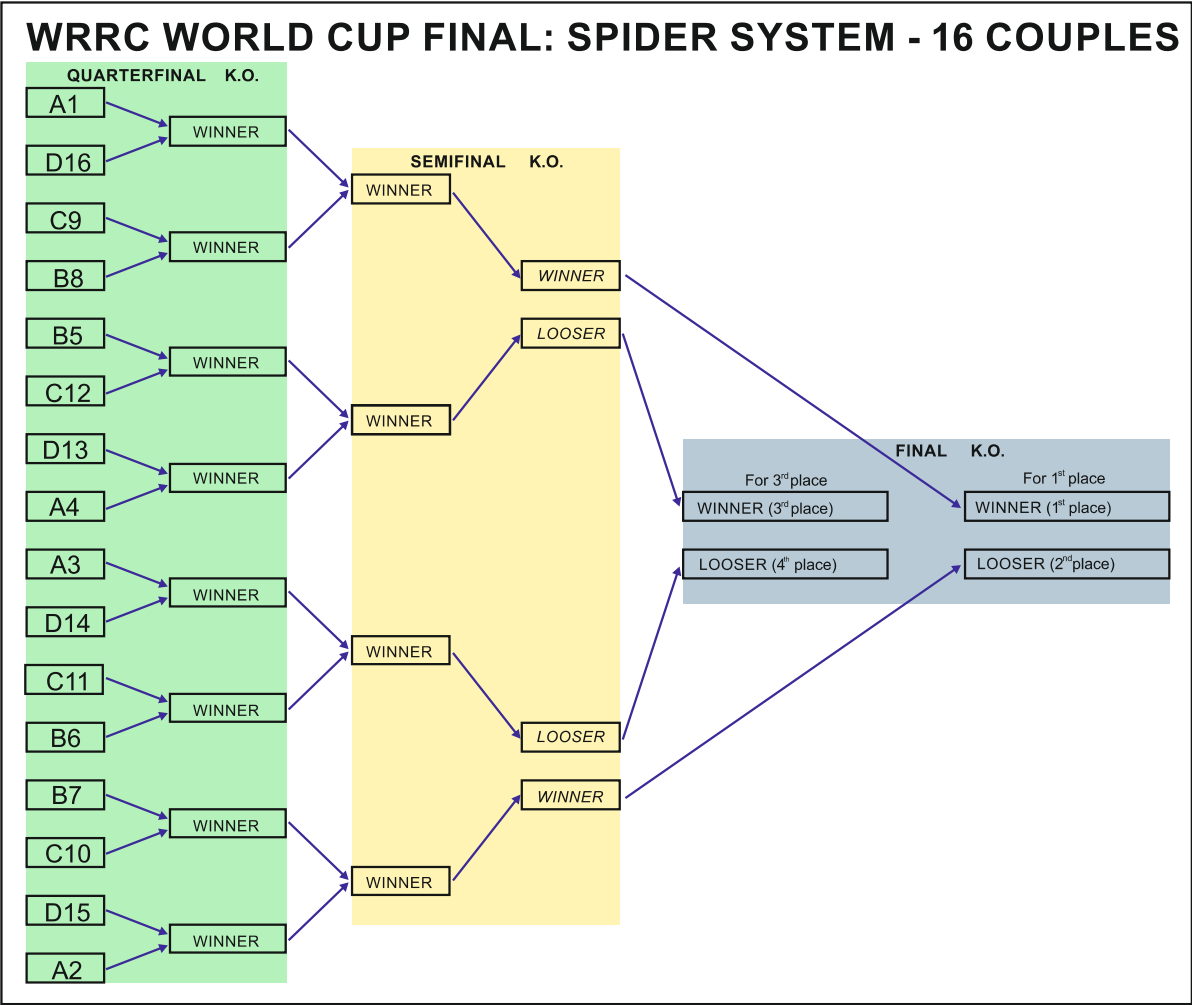 WRRC WORLD CUP FINAL: SPIDER SYSTEM - 16 COUPLES
QUARTERFINAL K.O.
A1
WINNER
D16
C9
WINNER
B8
B5
WINNER
C12
D13
WINNER
A4
A3
WINNER
D14
C11
WINNER
B6
B7
WINNER
C10
D15
WINNER
A2
SEMIFINAL K.O.
WINNER
WINNER
LOOSER
WINNER
WINNER
LOOSER
WINNER
WINNER
FINAL K.O.
For 3rd place
WINNER (3rd place)
LOOSER (4th place)
For 1st place
WINNER (1st place)
LOOSER (2nd place)